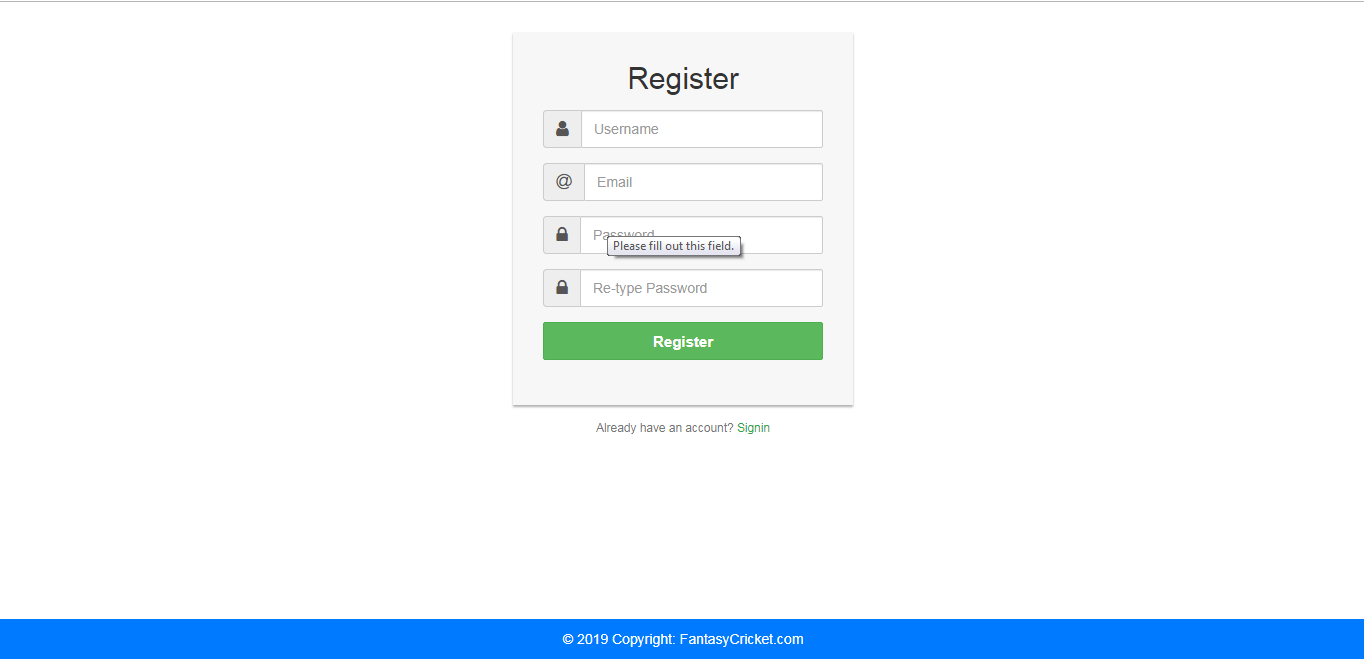 Register
Username
@ Email
Password
Please fill out this field.
Re-type Password
Register
Already have an account? Signin
© 2019 Copyright: FantasyCricket.com